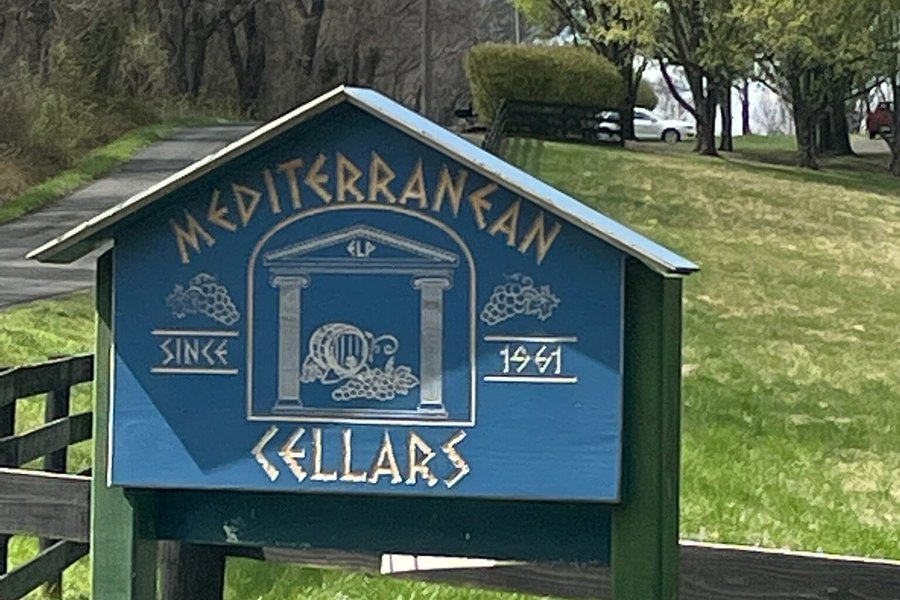 MEDITERRANEAN
ELP
SINCE 1961
CELLARS